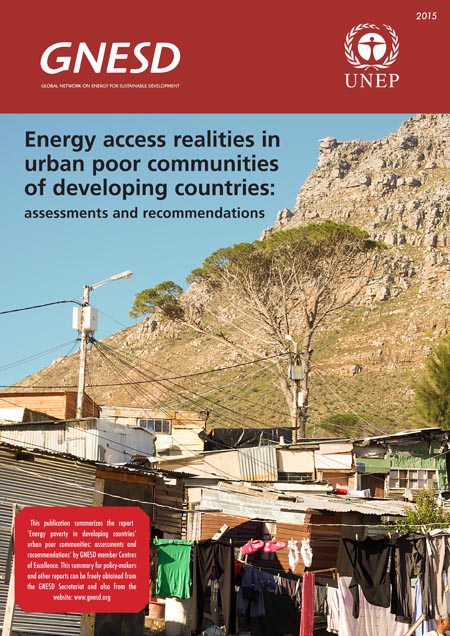 2015
GNESD
GLOBAL NETWORK ON ENERGY FOR SUSTAINABLE DEVELOPMENT
UNEP
Energy access realities in
urban poor communities
of developing countries:
assessments and recommendations
This publication summarizes the report
'Energy poverty in developing countries'
urban poor communities: assessments and
recommendations' by GNESD member Centres
of Excellence. This summary for policy-makers
and other reports can be freely obtained from
the GNESD Secretariat and also from the
website: www.gnesd.org